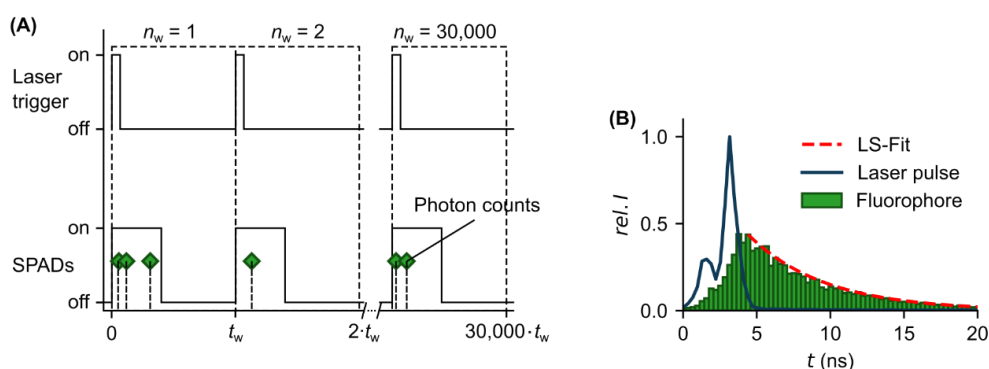 (A)
n_w = 1
n_w = 2
n_w = 30,000
on
Laser
trigger
off
Photon counts
on
SPADs
off
0
t_w
2·t_w
30,000·t_w
(B)
1.0
LS-Fit
Laser pulse
Fluorophore
rel. I
0.5
0.0
0
5
10
15
20
t (ns)